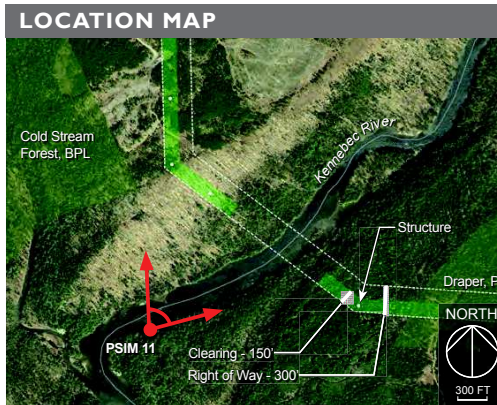 LOCATION MAP
Cold Stream
Forest, BPL
Kennebec River
Structure
Draper, P
NORTH
PSIM 11
Clearing - 150'
Right of Way - 300'
300 FT